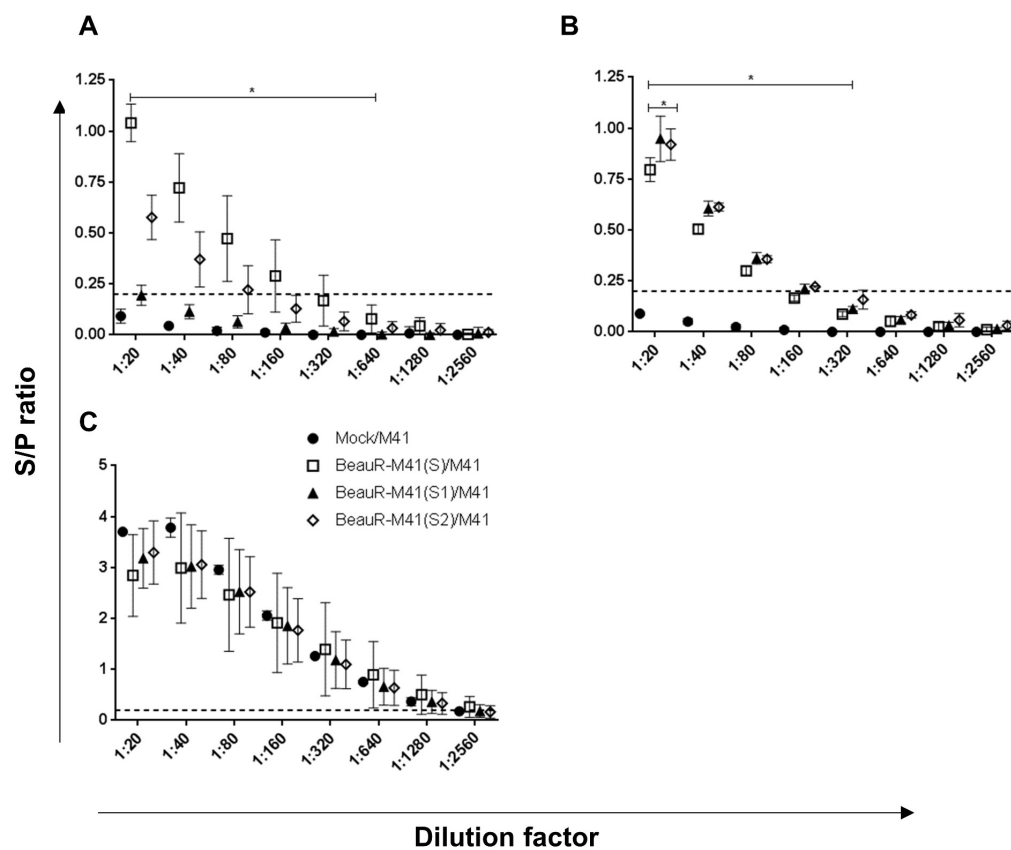 A
*
1.25
1.00
0.75
0.50
0.25
0.00
1:20 1:40 1:80 1:160 1:320 1:640 1:1280 1:2560
B
*
*
1.25
1.00
0.75
0.50
0.25
0.00
1:20 1:40 1:80 1:160 1:320 1:640 1:1280 1:2560
C
Mock/M41
BeauR-M41(S)/M41
BeauR-M41(S1)/M41
BeauR-M41(S2)/M41
5
4
3
2
1
0
1:20 1:40 1:80 1:160 1:320 1:640 1:1280 1:2560
S/P ratio
Dilution factor